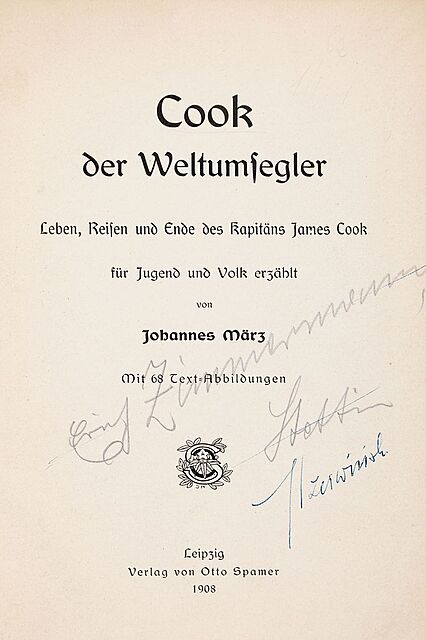 Cook
der Weltumſegler
Leben, Reiſen und Ende des Kapitäns James Cook
für Jugend und Volk erzählt
von
Johannes März
Mit 68 Text-Abbildungen
Erich Zimmermann
Stettin
Leipzig
Verlag von Otto Spamer
1908